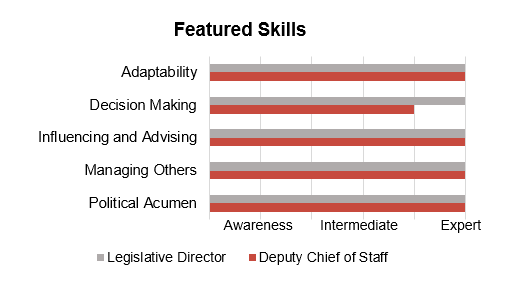 Featured Skills
Adaptability
Decision Making
Influencing and Advising
Managing Others
Political Acumen
Awareness Intermediate Expert
Legislative Director Deputy Chief of Staff